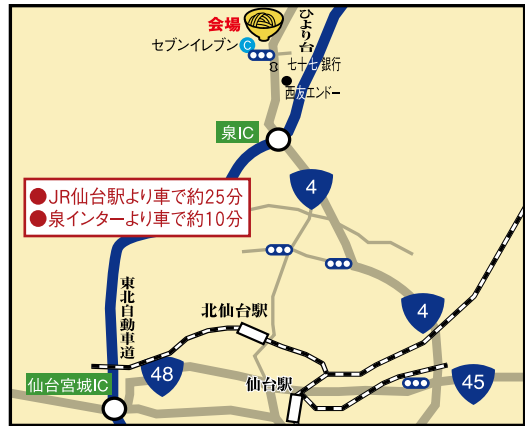 会場
ひより台
セブンイレブン
C
七十七銀行
西友エンドー
泉IC
4
●JR仙台駅より車で約25分
●泉インターより車で約10分
東北自動車道
北仙台駅
4
仙台宮城IC
48
仙台駅
45